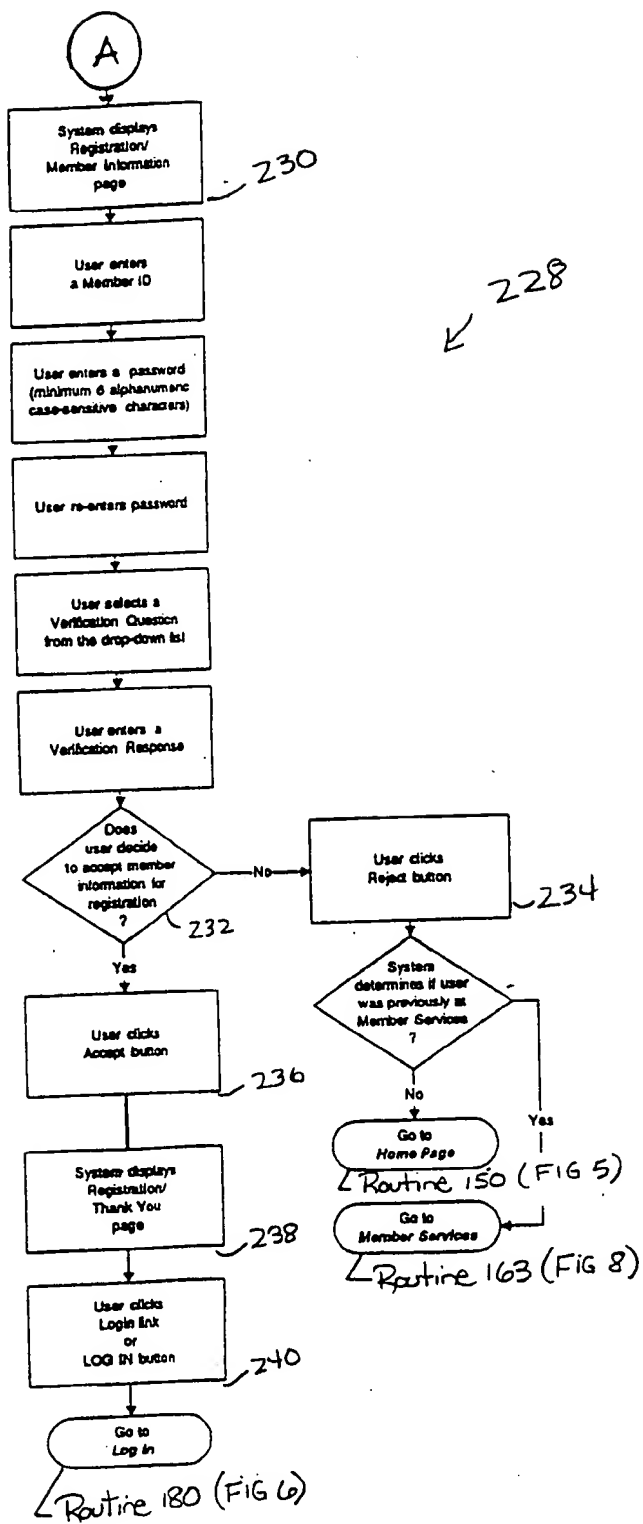 A
System displays
Registration/
Member Information
page
230
User enters
a Member ID
228
User enters a password
(minimum 6 alphanumeric
case-sensitive characters)
User re-enters password
User selects a
Verification Question
from the drop-down list
User enters a
Verification Response
Does
user decide
to accept member
information for
registration
?
232
No
User clicks
Reject button
234
Yes
System
determines if user
was previously at
Member Services
?
User clicks
Accept button
236
No
Yes
Go to
Home Page
Routine 150 (FIG 5)
System displays
Registration/
Thank You
page
238
Go to
Member Services
Routine 163 (FIG 8)
User clicks
Login link
or
LOG IN button
240
Go to
Log In
Routine 180 (FIG 6)